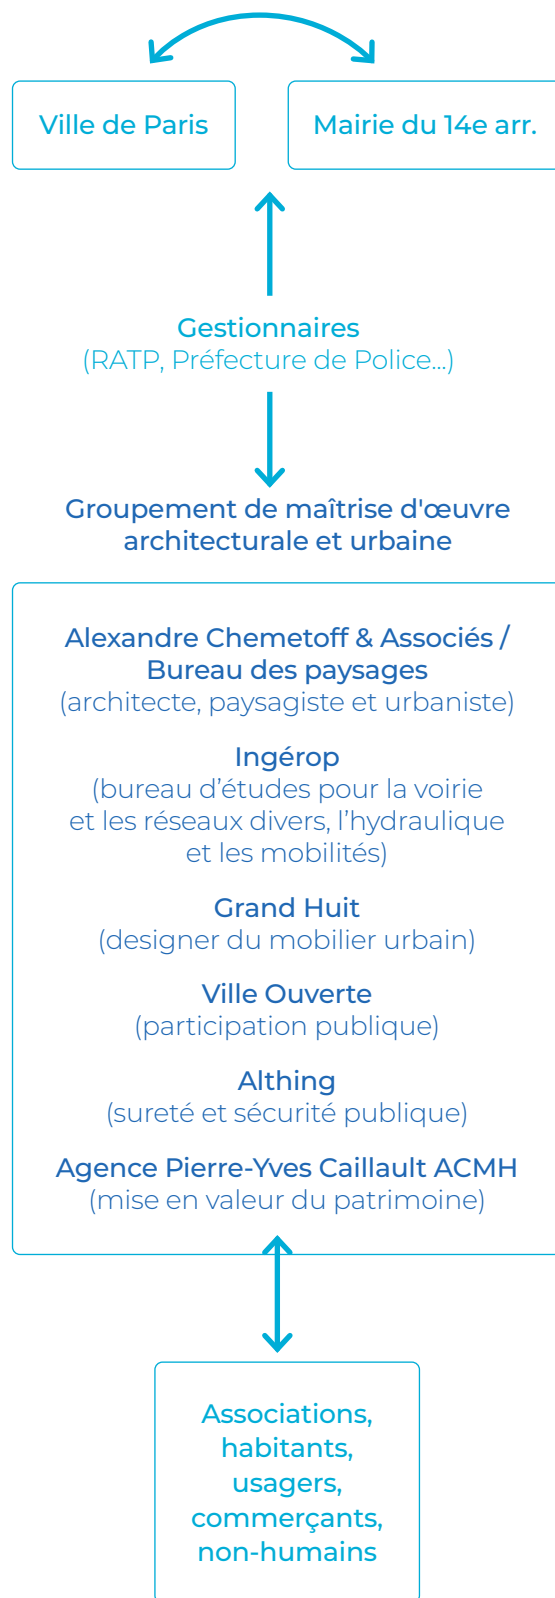 Ville de Paris
Mairie du 14e arr.
Gestionnaires
(RATP, Préfecture de Police...)
Groupement de maîtrise d'œuvre
architecturale et urbaine
Alexandre Chemetoff & Associés /
Bureau des paysages
(architecte, paysagiste et urbaniste)
Ingérop
(bureau d’études pour la voirie
et les réseaux divers, l’hydraulique
et les mobilités)
Grand Huit
(designer du mobilier urbain)
Ville Ouverte
(participation publique)
Althing
(sureté et sécurité publique)
Agence Pierre-Yves Caillault ACMH
(mise en valeur du patrimoine)
Associations,
habitants,
usagers,
commerçants,
non-humains